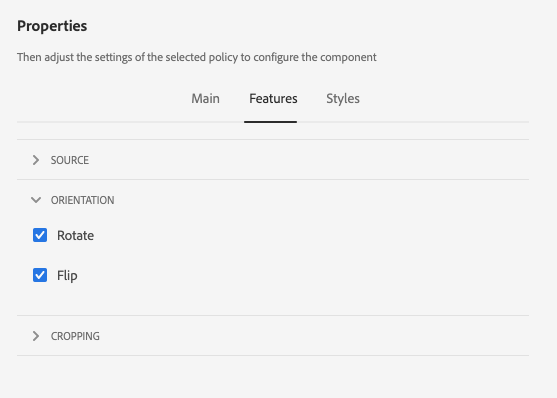 Properties
Then adjust the settings of the selected policy to configure the component
Main Features Styles
SOURCE
ORIENTATION
Rotate
Flip
CROPPING